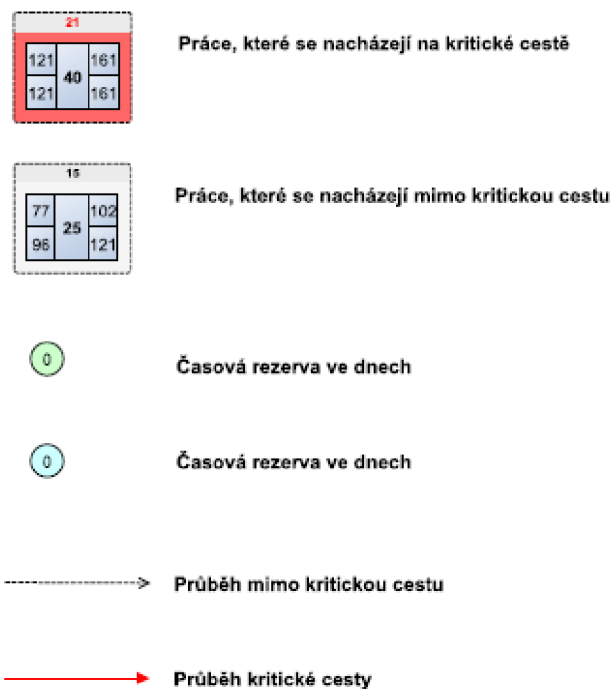 21
Práce, které se nacházejí na kritické cestě
121 161
40
121 161
15
Práce, které se nacházejí mimo kritickou cestu
77 102
25
96 121
0
Časová rezerva ve dnech
0
Časová rezerva ve dnech
Průběh mimo kritickou cestu
Průběh kritické cesty